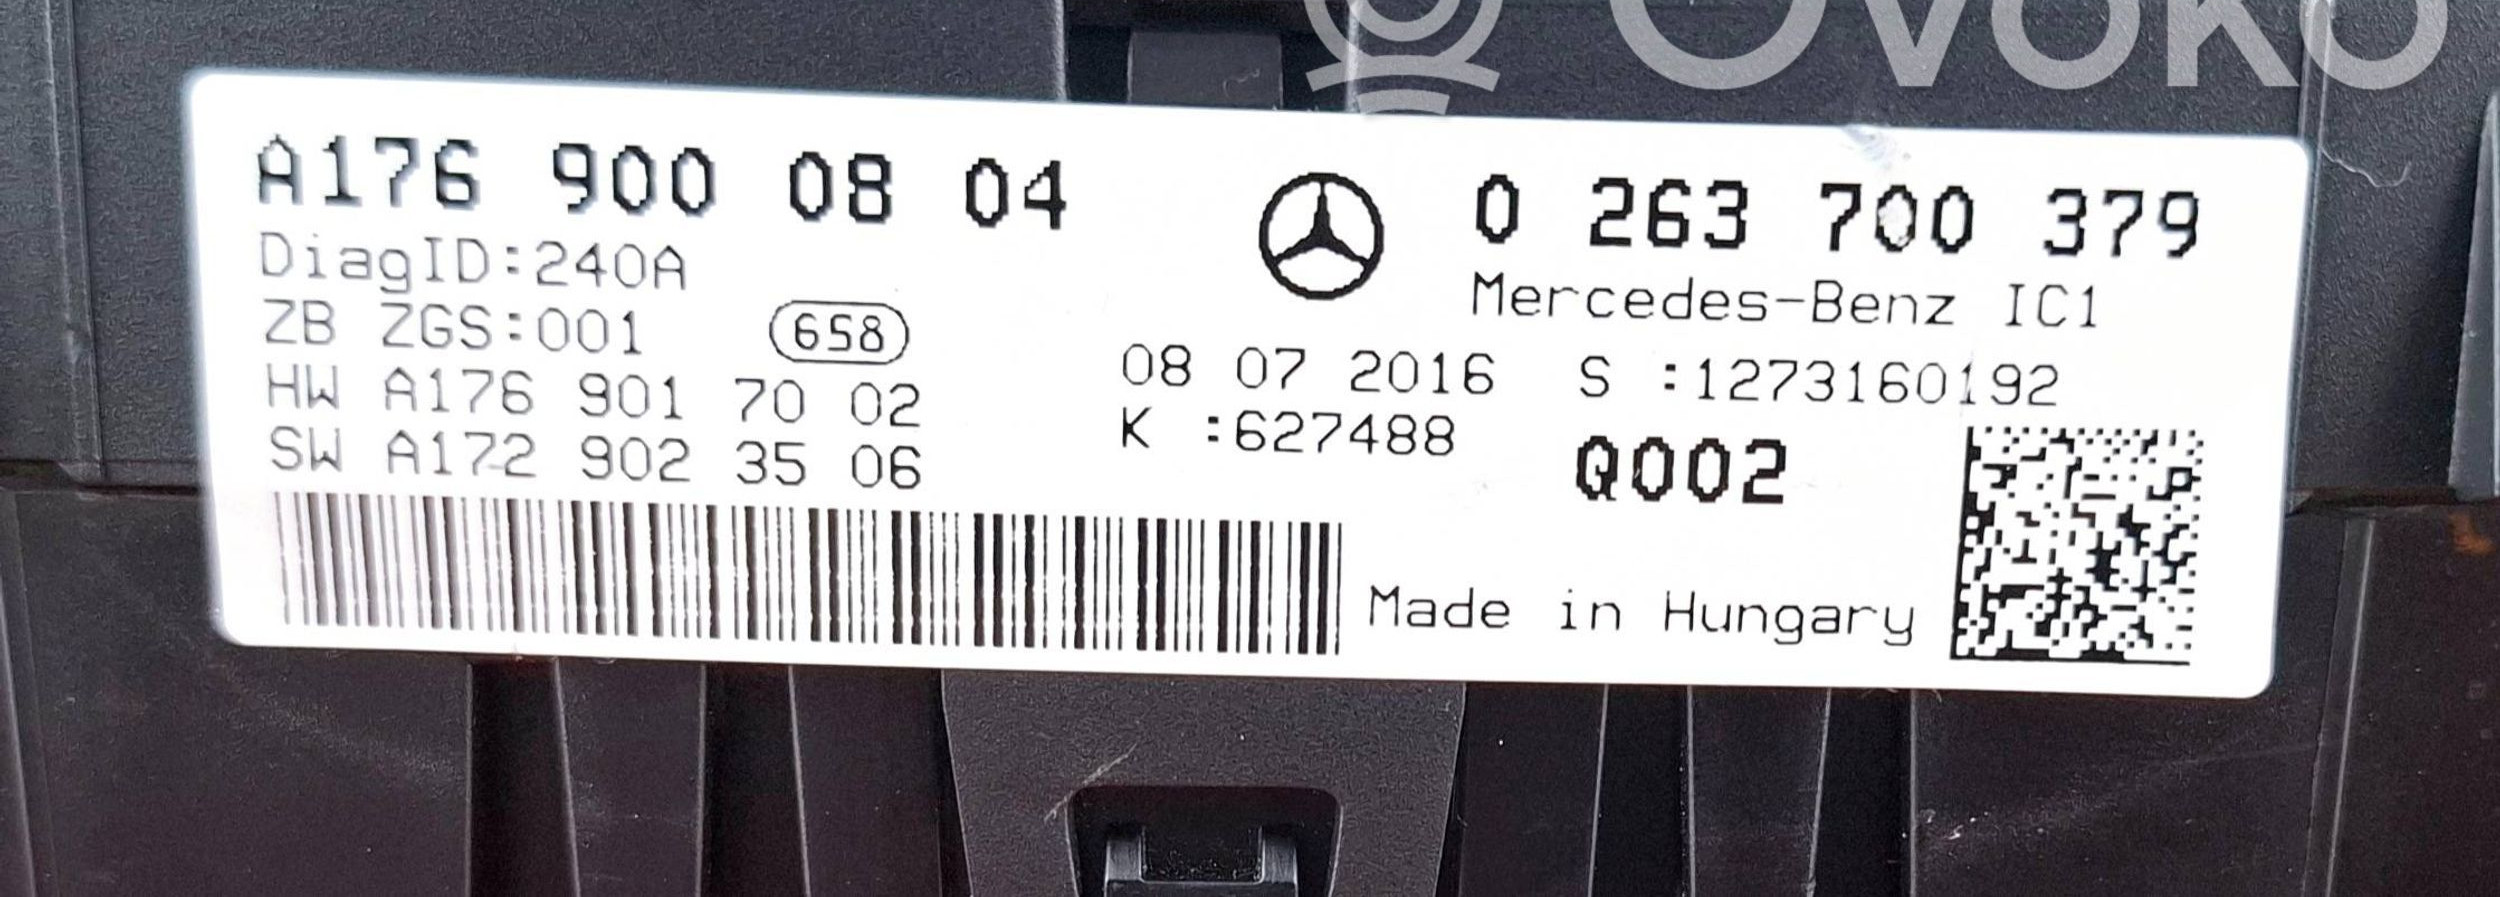 OVOKO
A176 900 08 04
DiagID:240A
ZB ZGS:001 658
HW A176 901 70 02
SW A172 902 35 06
0 263 700 379
Mercedes-Benz IC1
08 07 2016 S :1273160192
K :627488
Q002
Made in Hungary